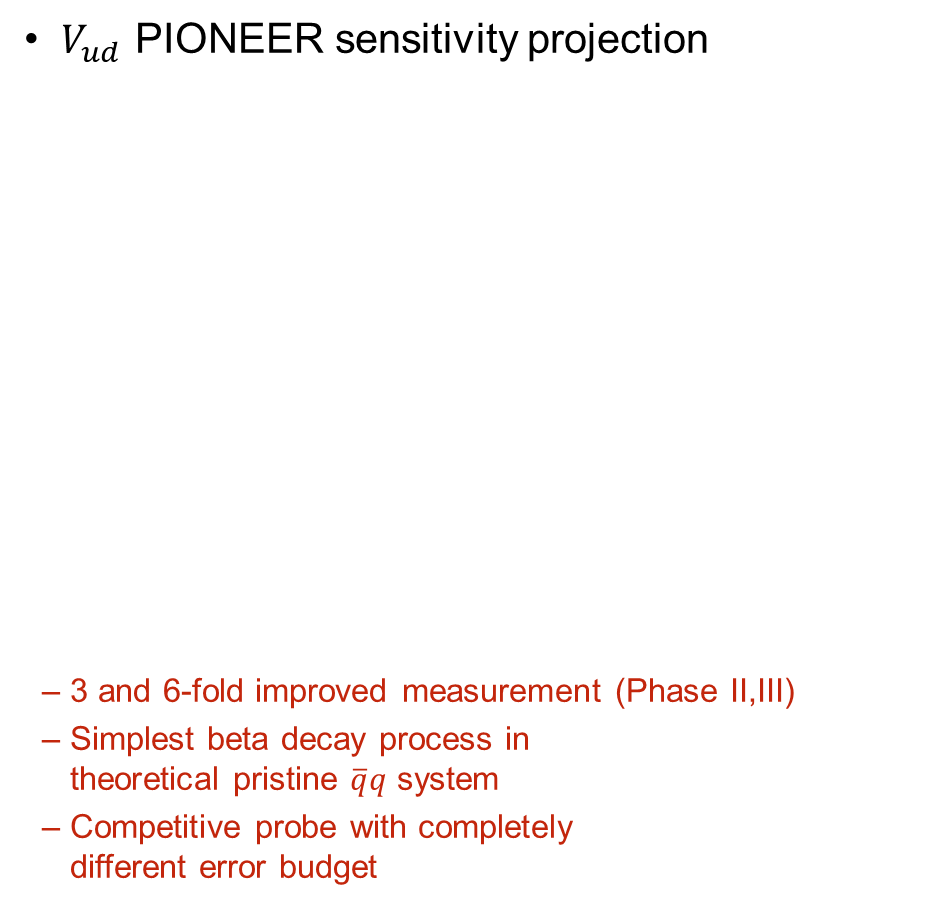 • V_ud PIONEER sensitivity projection
– 3 and 6-fold improved measurement (Phase II,III)
– Simplest beta decay process in
theoretical pristine q̄q system
– Competitive probe with completely
different error budget